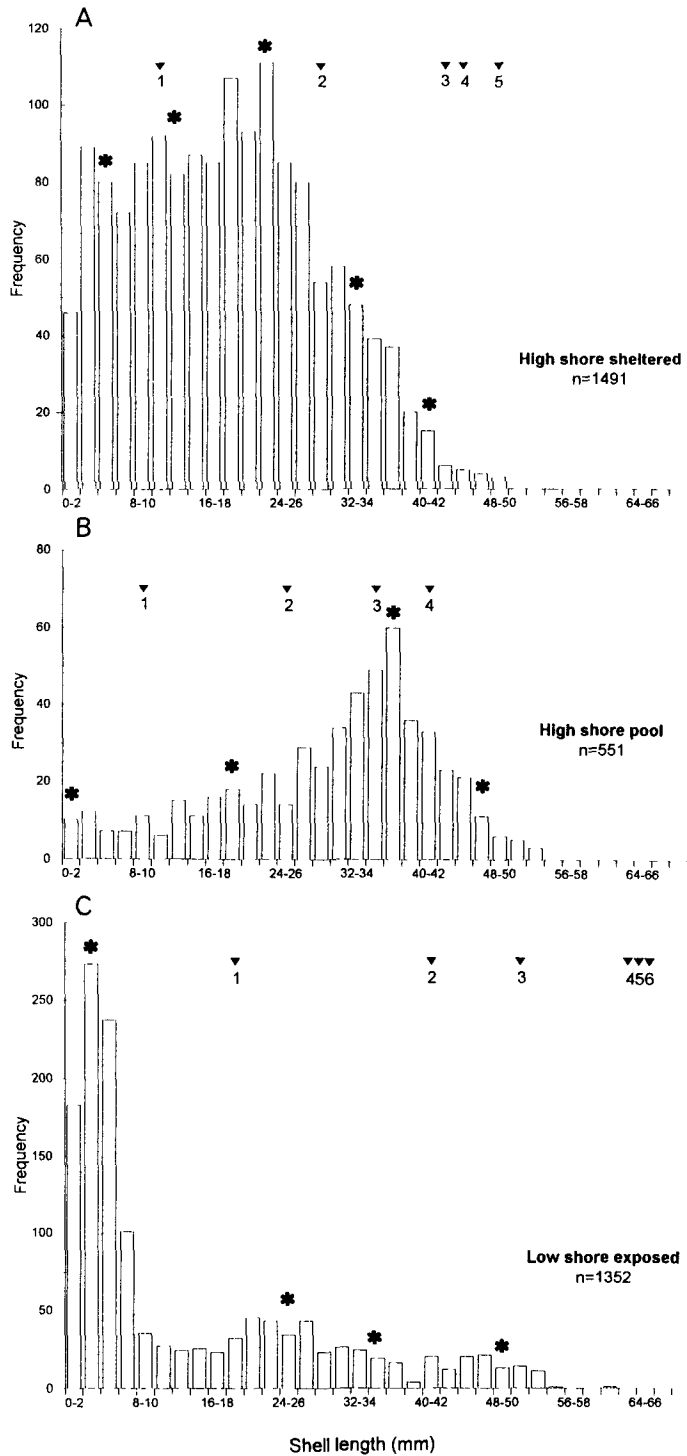 A
120
100
80
60
40
20
0
Frequency
1
2
3
4
5
High shore sheltered
n=1491
0-2 8-10 16-18 24-26 32-34 40-42 48-50 56-58 64-66
B
80
60
40
20
0
Frequency
1
2
3
4
High shore pool
n=551
0-2 8-10 16-18 24-26 32-34 40-42 48-50 56-58 64-66
C
300
250
200
150
100
50
0
Frequency
1
2
3
456
Low shore exposed
n=1352
0-2 8-10 16-18 24-26 32-34 40-42 48-50 56-58 64-66
Shell length (mm)